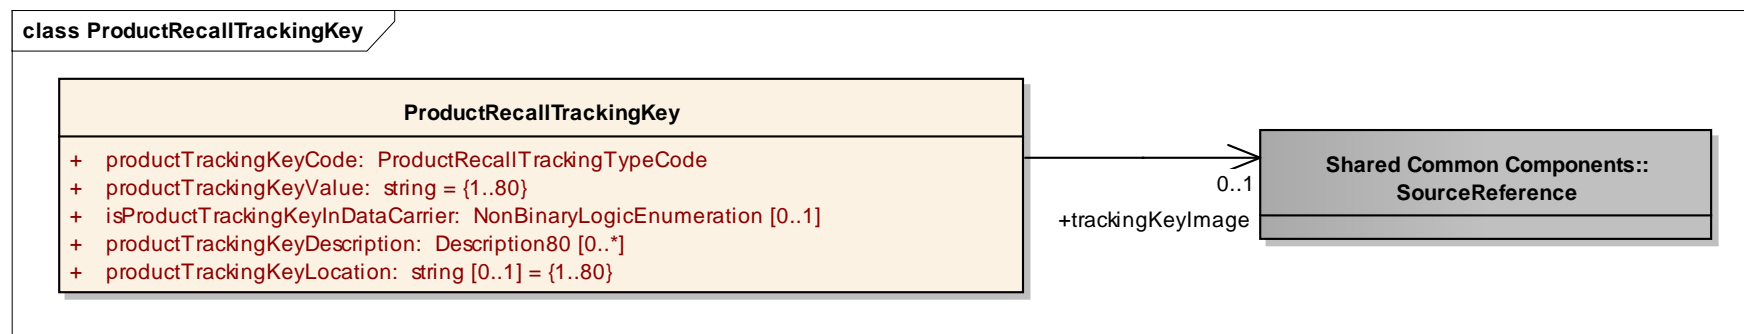 class ProductRecallTrackingKey
ProductRecallTrackingKey
+ productTrackingKeyCode: ProductRecallTrackingTypeCode
+ productTrackingKeyValue: string = {1..80}
+ isProductTrackingKeyInDataCarrier: NonBinaryLogicEnumeration [0..1]
+ productTrackingKeyDescription: Description80 [0..*]
+ productTrackingKeyLocation: string [0..1] = {1..80}
0..1
+trackingKeyImage
Shared Common Components::
SourceReference